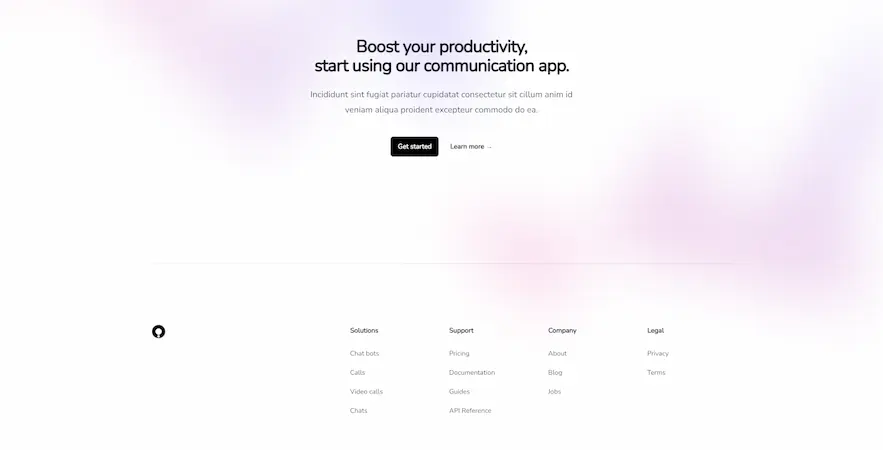 Boost your productivity,
start using our communication app.
Incididunt sint fugiat pariatur cupidatat consectetur sit cillum anim id
veniam aliqua proident excepteur commodo do ea.
Get started
Learn more →
Solutions
Chat bots
Calls
Video calls
Chats
Support
Pricing
Documentation
Guides
API Reference
Company
About
Blog
Jobs
Legal
Privacy
Terms